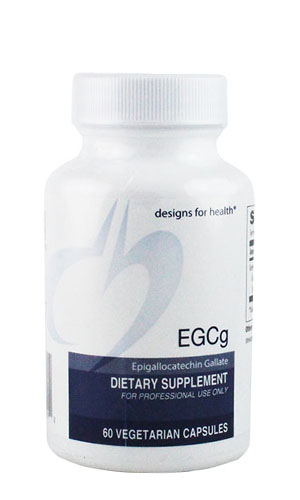 designs for health®
EGCg
Epigallocatechin Gallate
DIETARY SUPPLEMENT
FOR PROFESSIONAL USE ONLY
60 VEGETARIAN CAPSULES